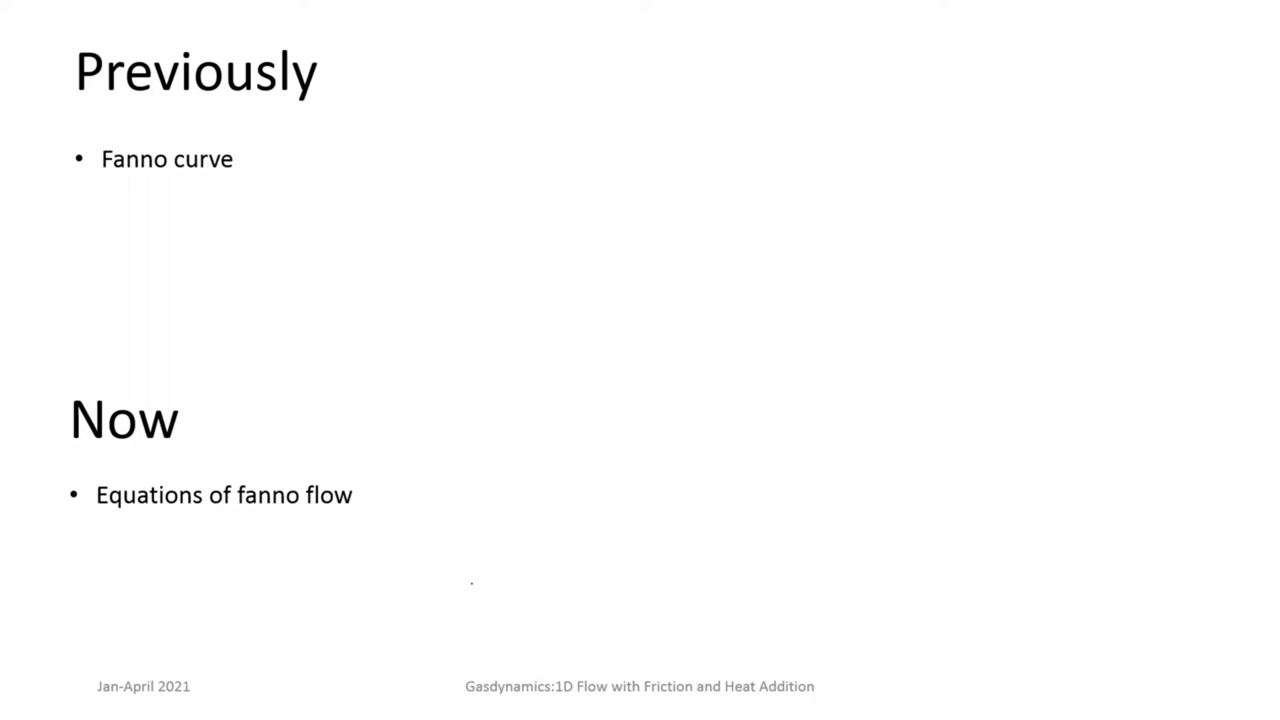 Previously
• Fanno curve
Now
• Equations of fanno flow
Jan-April 2021
Gasdynamics:1D Flow with Friction and Heat Addition